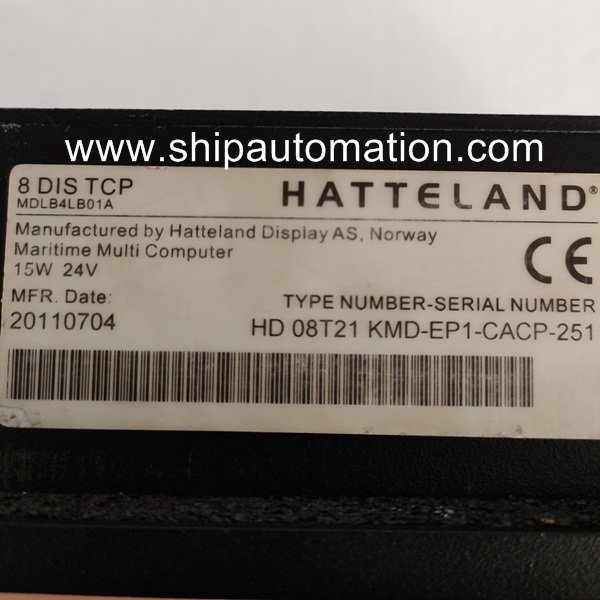 www.shipautomation.com
8 DIS TCP
MDLB4LB01A
HATTELAND®
Manufactured by Hatteland Display AS, Norway
Maritime Multi Computer
15W 24V
CE
MFR. Date:
20110704
TYPE NUMBER-SERIAL NUMBER
HD 08T21 KMD-EP1-CACP-251